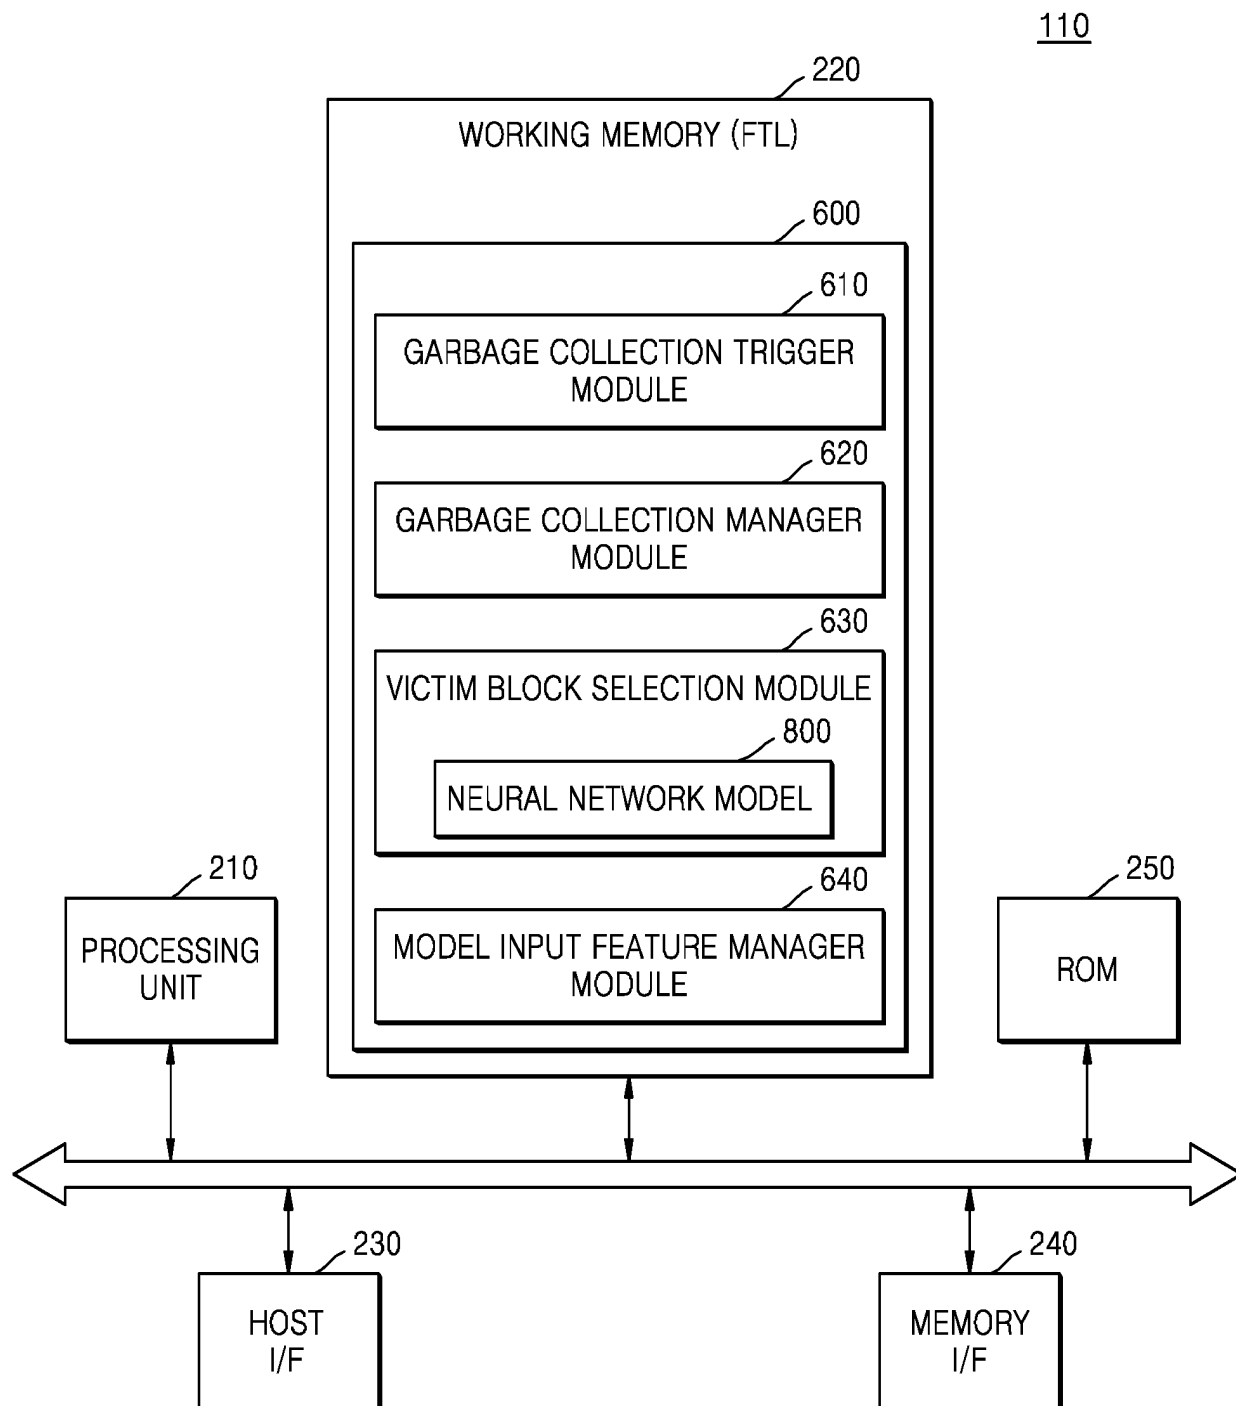 110
220
WORKING MEMORY (FTL)
600
610
GARBAGE COLLECTION TRIGGER
MODULE
620
GARBAGE COLLECTION MANAGER
MODULE
630
VICTIM BLOCK SELECTION MODULE
800
NEURAL NETWORK MODEL
640
MODEL INPUT FEATURE MANAGER
MODULE
210
PROCESSING
UNIT
250
ROM
230
HOST
I/F
240
MEMORY
I/F